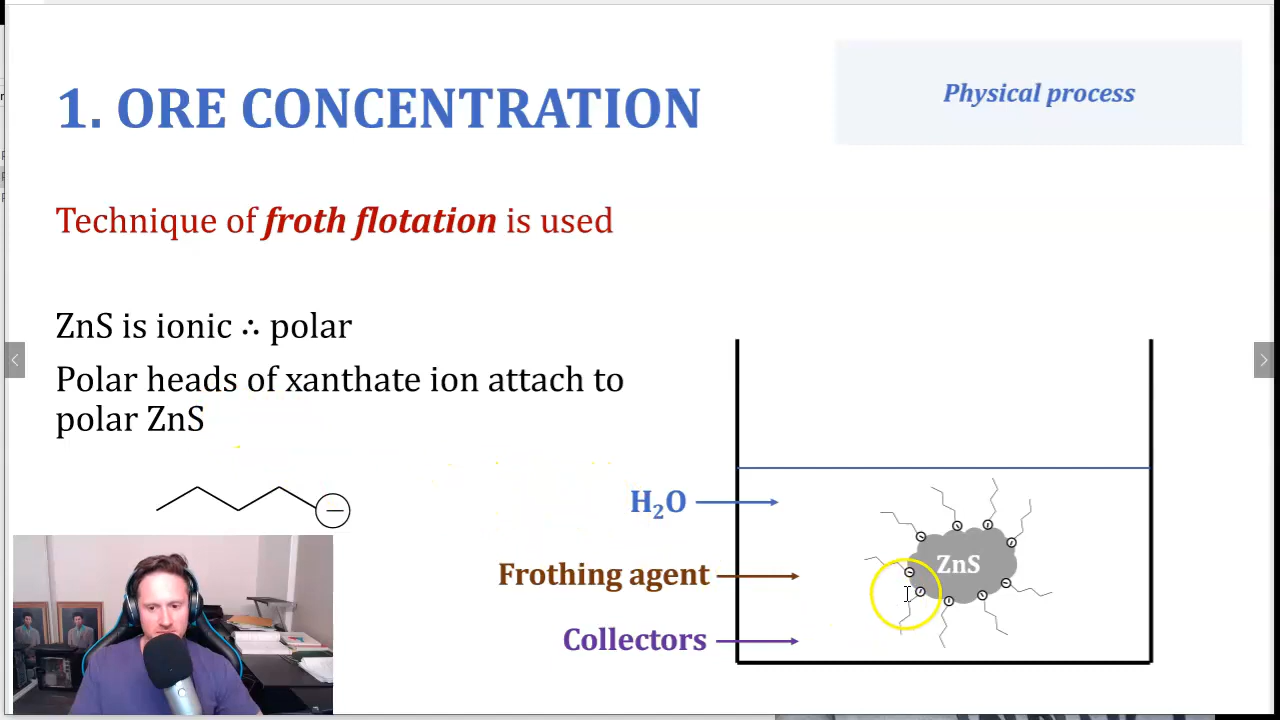 1. ORE CONCENTRATION
Physical process
Technique of froth flotation is used
ZnS is ionic ∴ polar
Polar heads of xanthate ion attach to
polar ZnS
H₂O
Frothing agent
Collectors
ZnS